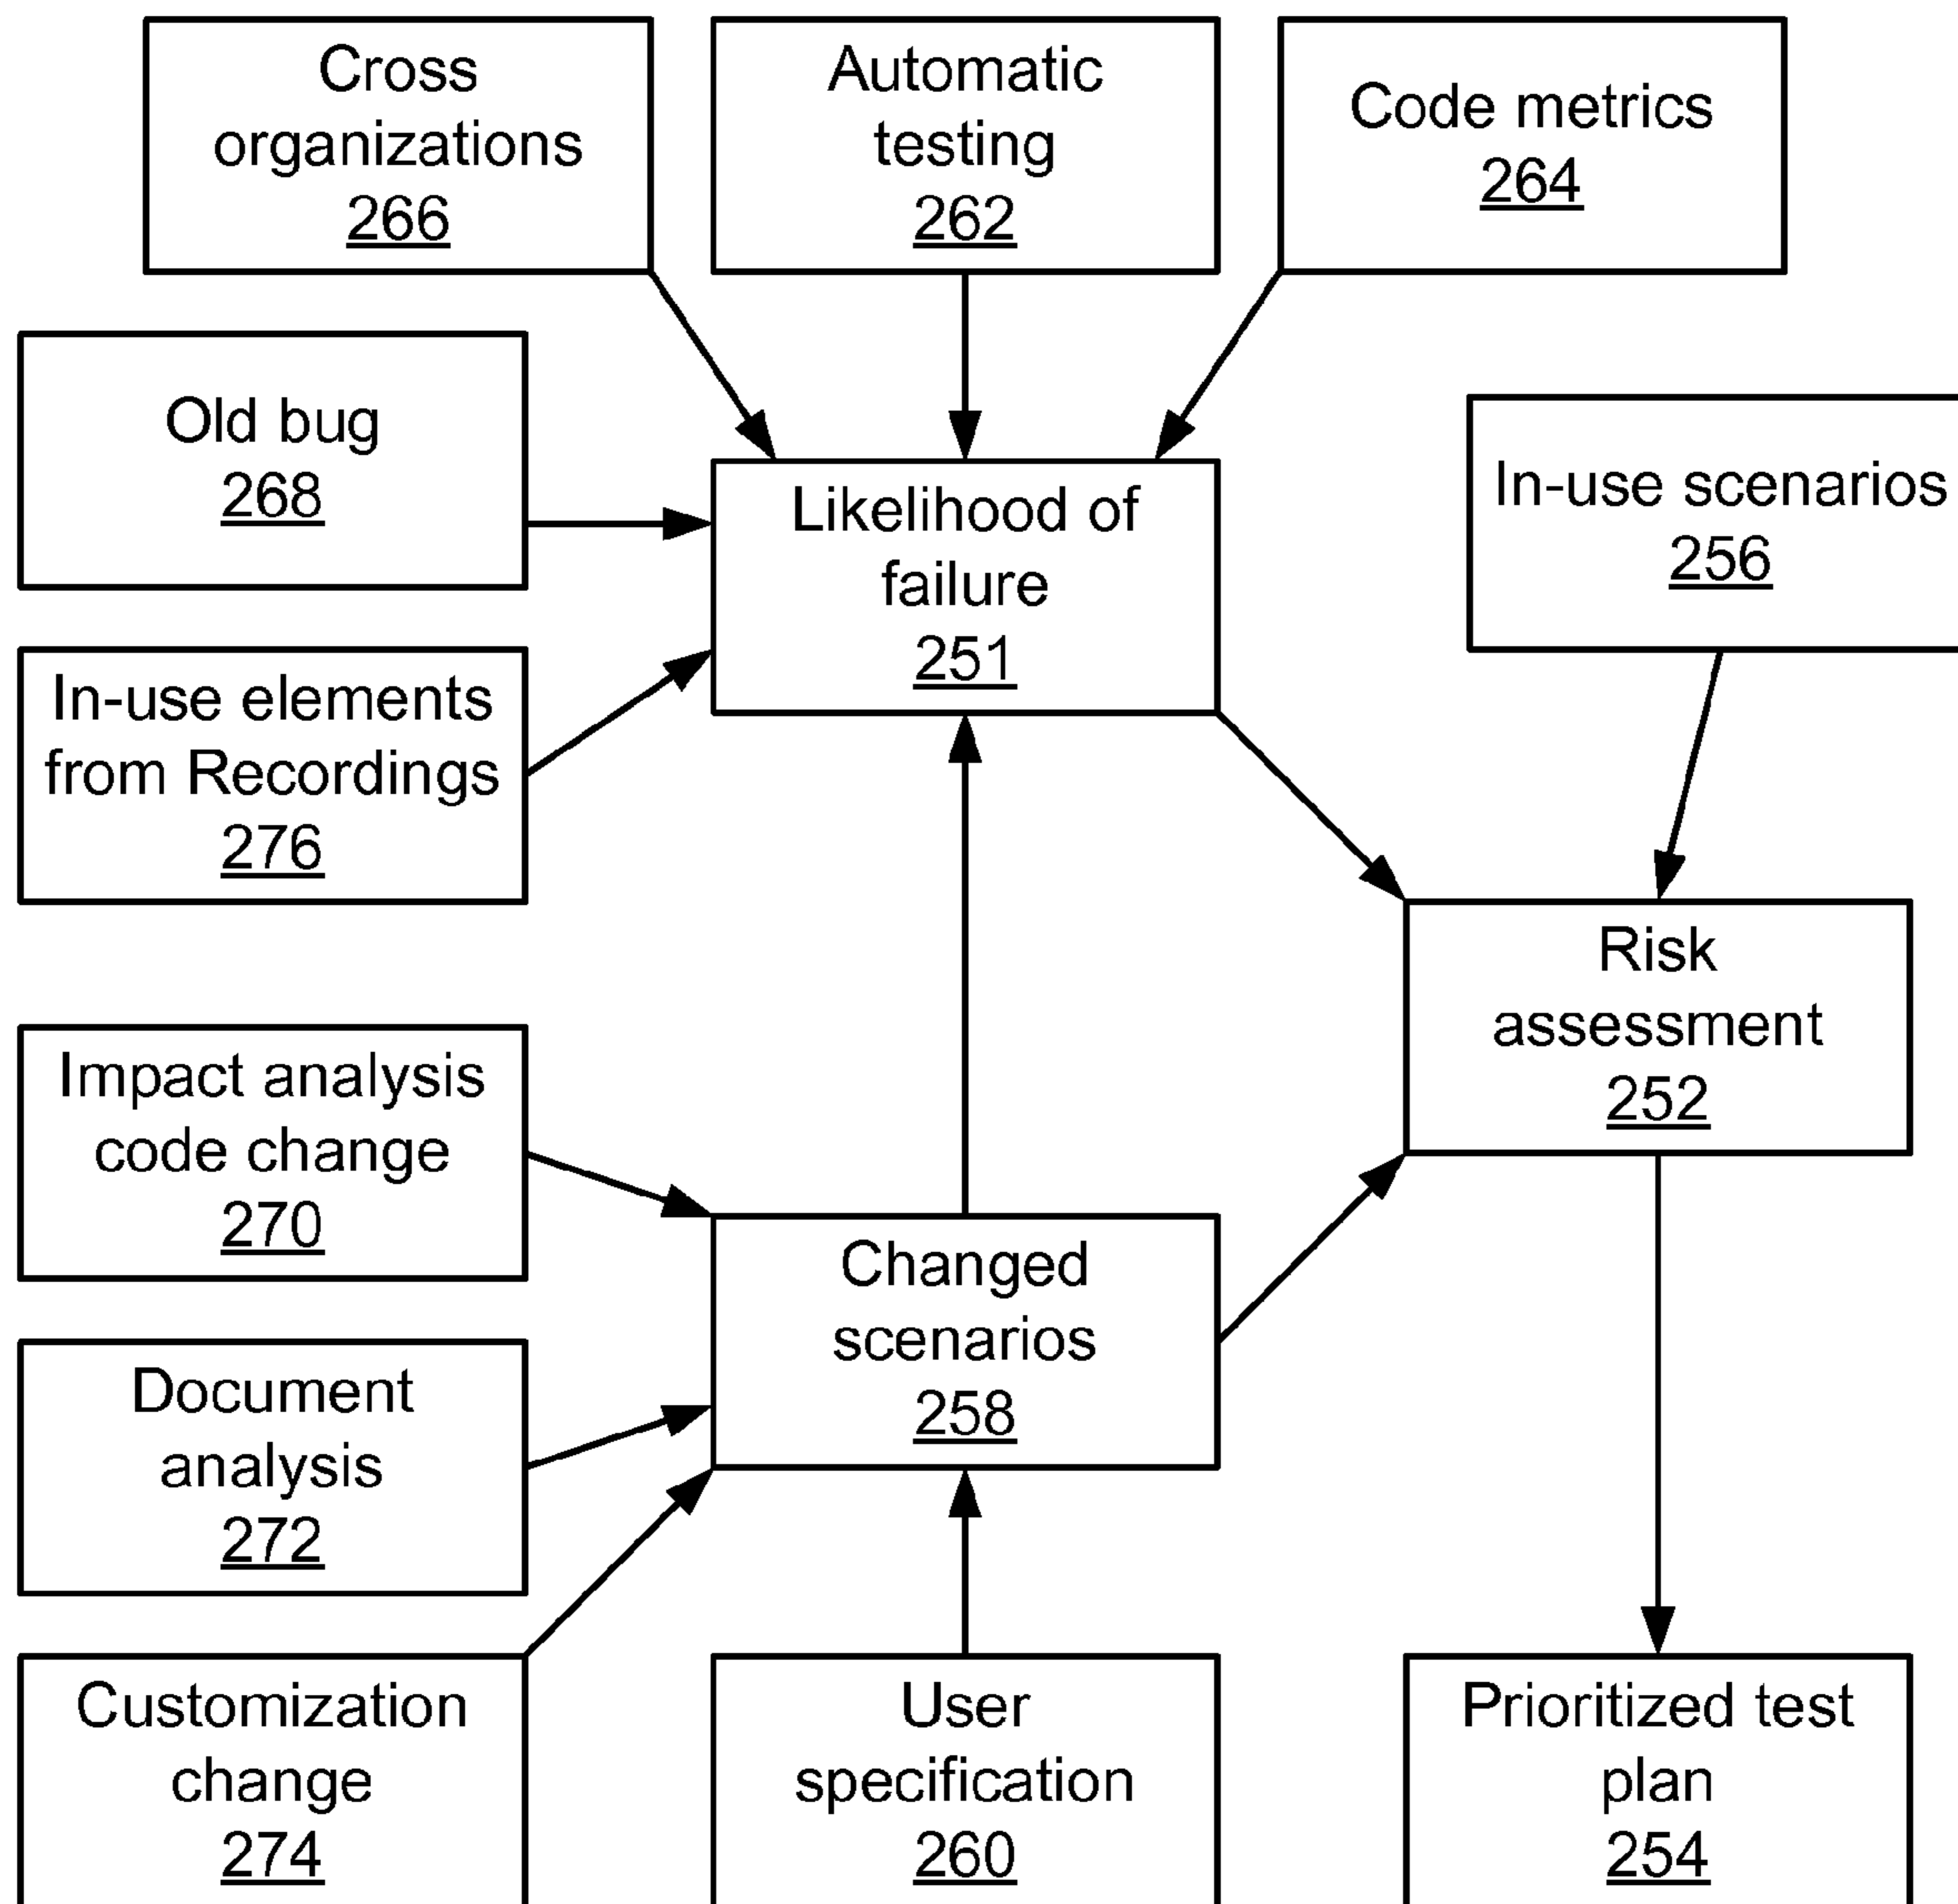 Cross
organizations
266
Automatic
testing
262
Code metrics
264
Old bug
268
Likelihood of
failure
251
In-use scenarios
256
In-use elements
from Recordings
276
Risk
assessment
252
Impact analysis
code change
270
Changed
scenarios
258
Document
analysis
272
Customization
change
274
User
specification
260
Prioritized test
plan
254